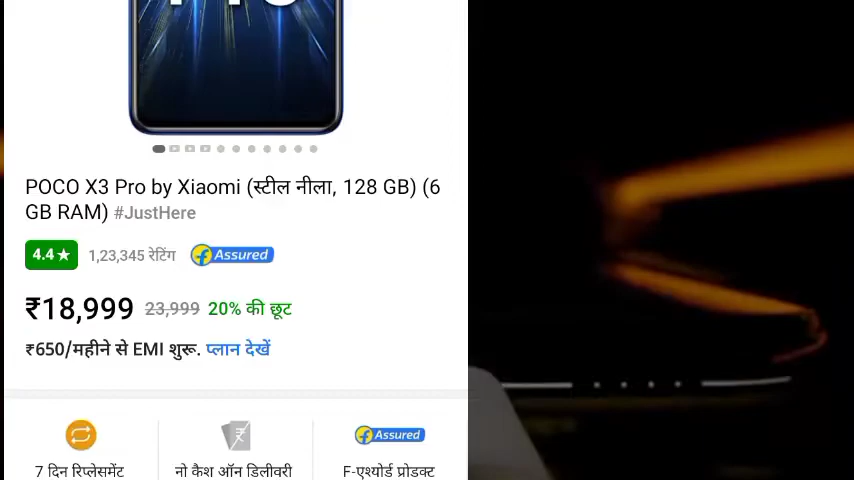 POCO X3 Pro by Xiaomi (स्टील नीला, 128 GB) (6
GB RAM) #JustHere
4.4★ 1,23,345 रेटिंग Assured
₹18,999 23,999 20% की छूट
₹650/महीने से EMI शुरू. प्लान देखें
7 दिन रिप्लेसमेंट नो कैश ऑन डिलीवरी Assured F-एश्योर्ड प्रोडक्ट